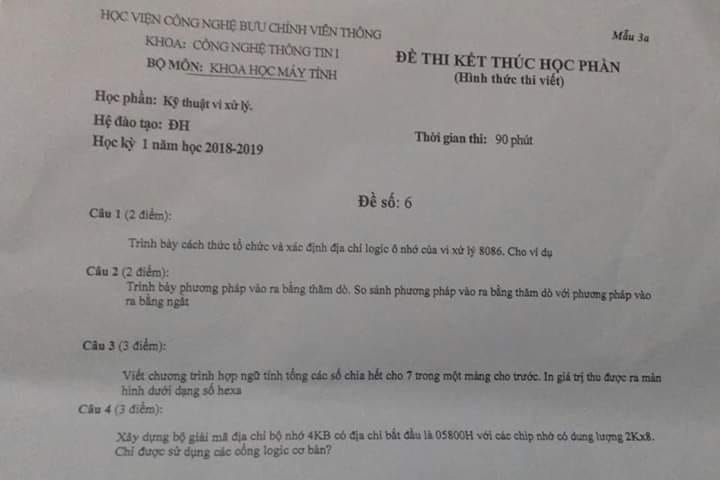 HỌC VIỆN CÔNG NGHỆ BƯU CHÍNH VIỄN THÔNG
KHOA: CÔNG NGHỆ THÔNG TIN 1
BỘ MÔN: KHOA HỌC MÁY TÍNH
Mẫu 3a
ĐỀ THI KẾT THÚC HỌC PHẦN
(Hình thức thi viết)
Học phần: Kỹ thuật vi xử lý.
Hệ đào tạo: ĐH
Học kỳ 1 năm học 2018-2019
Thời gian thi: 90 phút
Đề số: 6
Câu 1 (2 điểm):
Trình bày cách thức tổ chức và xác định địa chỉ logic ô nhớ của vi xử lý 8086. Cho ví dụ
Câu 2 (2 điểm):
Trình bày phương pháp vào ra bằng thăm dò. So sánh phương pháp vào ra bằng thăm dò với phương pháp vào
ra bằng ngắt
Câu 3 (3 điểm):
Viết chương trình hợp ngữ tính tổng các số chia hết cho 7 trong một mảng cho trước. In giá trị thu được ra màn
hình dưới dạng số hexa
Câu 4 (3 điểm):
Xây dựng bộ giải mã địa chỉ bộ nhớ 4KB có địa chỉ bắt đầu là 05800H với các chip nhớ có dung lượng 2Kx8.
Chỉ được sử dụng các cổng logic cơ bản?